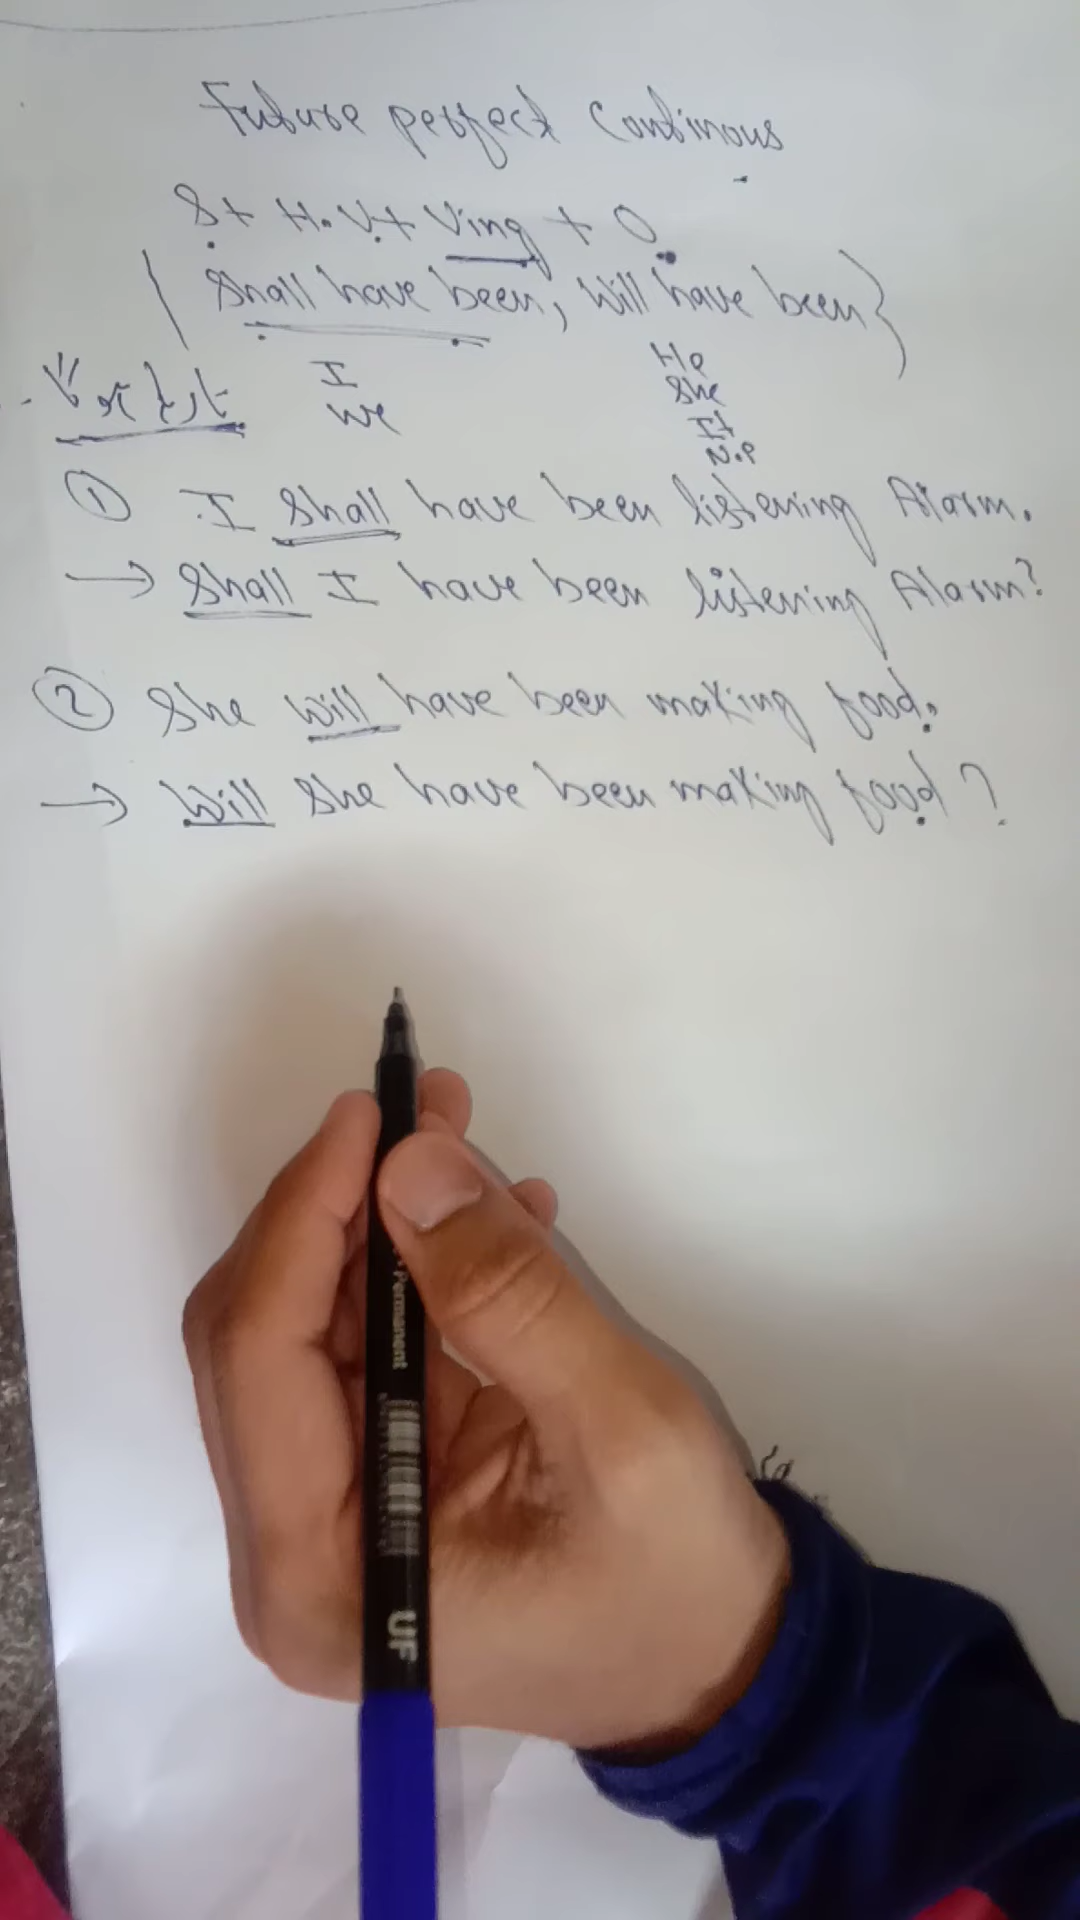 Future perfect Continous
S + H.V. + Ving + O.
{ Shall have been, Will have been }
I
We
He
She
It
N.P
① I Shall have been listening Alarm.
→ Shall I have been listening Alarm?
② She will have been making food.
→ Will She have been making food?
Permanent
UF